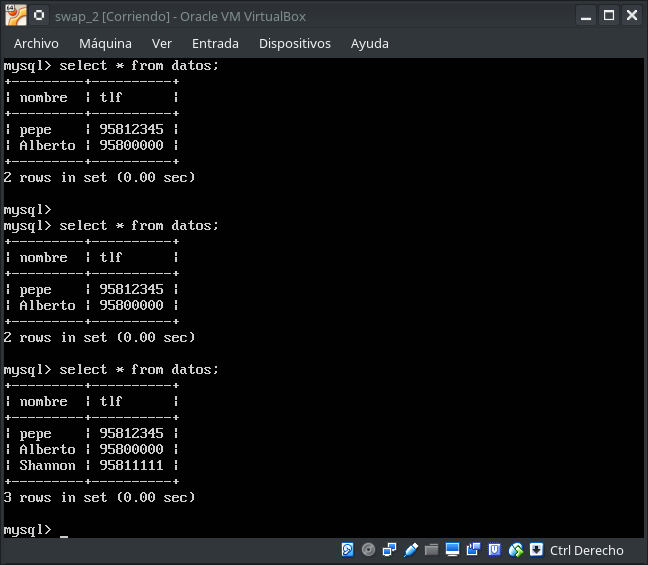 swap_2 [Corriendo] - Oracle VM VirtualBox
Archivo Máquina Ver Entrada Dispositivos Ayuda
mysql> select * from datos;
+---------+----------+
| nombre  | tlf      |
+---------+----------+
| pepe    | 95812345 |
| Alberto | 95800000 |
+---------+----------+
2 rows in set (0.00 sec)
mysql>
mysql> select * from datos;
+---------+----------+
| nombre  | tlf      |
+---------+----------+
| pepe    | 95812345 |
| Alberto | 95800000 |
+---------+----------+
2 rows in set (0.00 sec)
mysql> select * from datos;
+---------+----------+
| nombre  | tlf      |
+---------+----------+
| pepe    | 95812345 |
| Alberto | 95800000 |
| Shannon | 95811111 |
+---------+----------+
3 rows in set (0.00 sec)
mysql> _
Ctrl Derecho